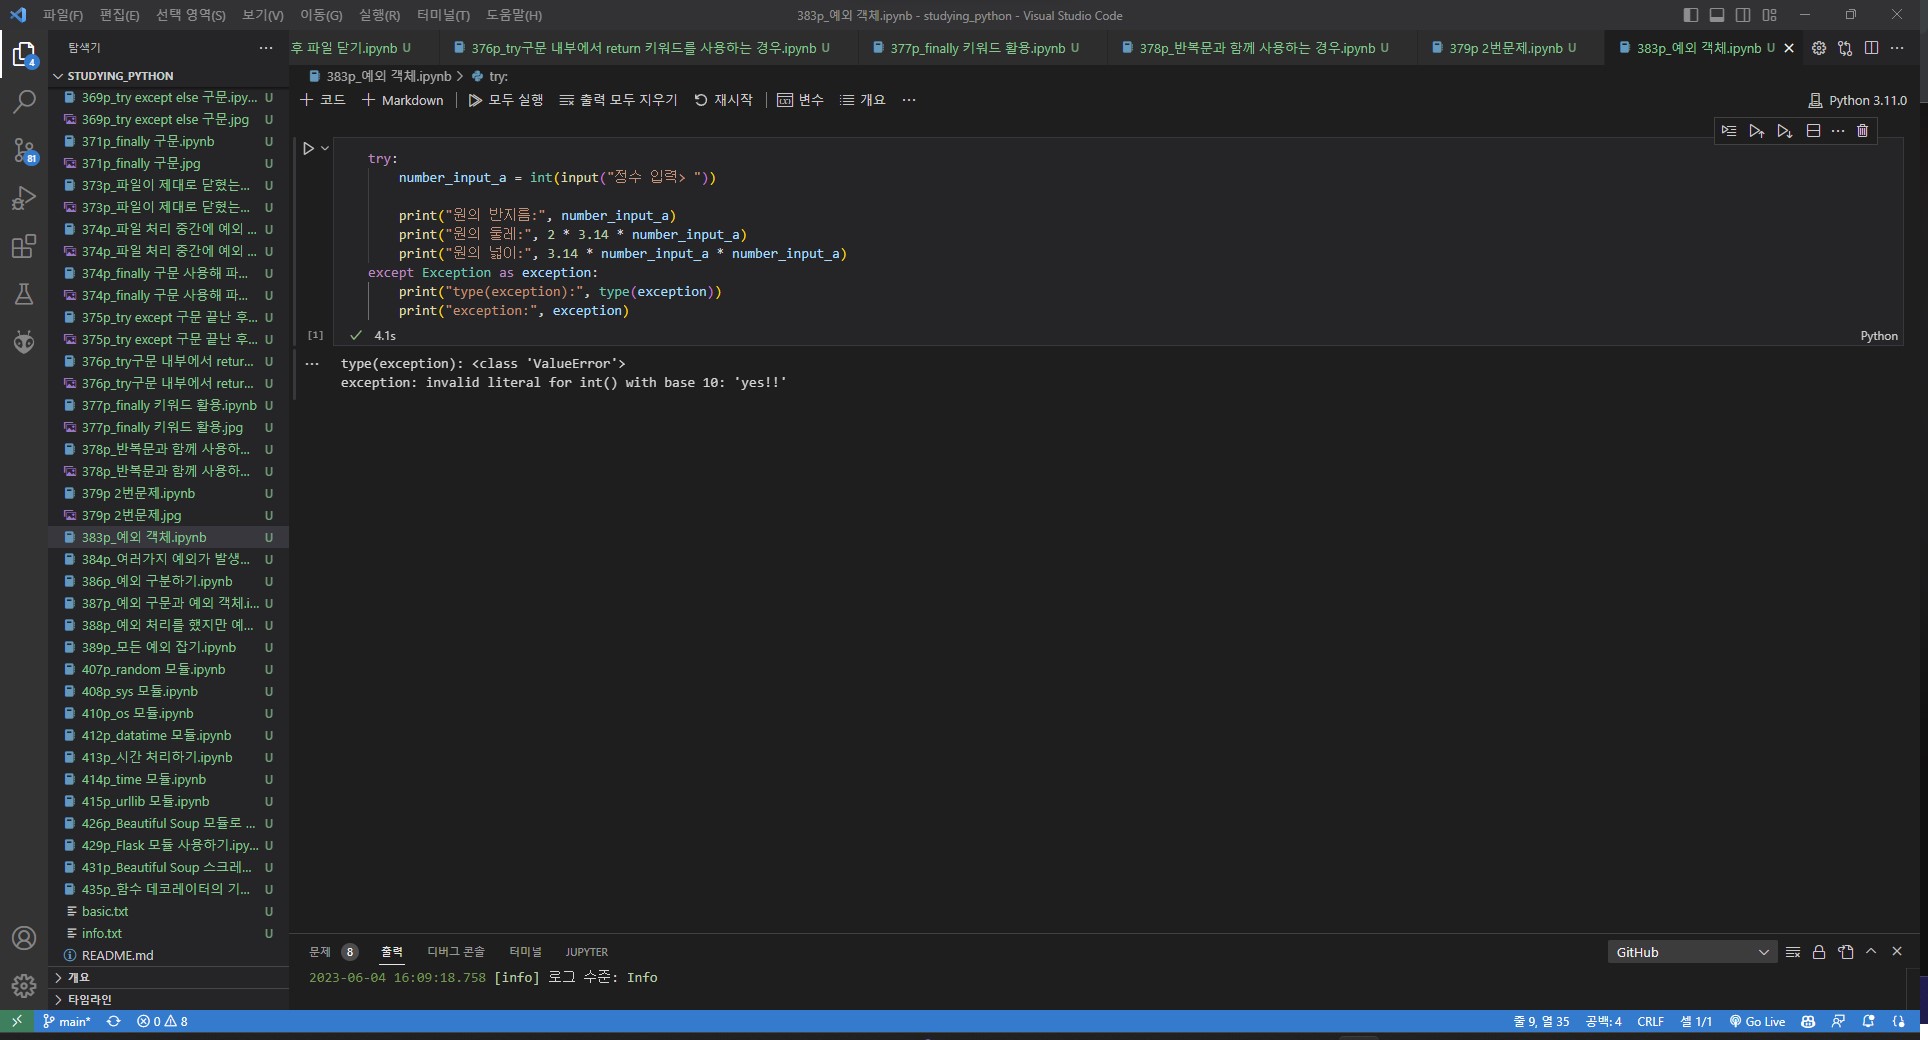 파일(F) 편집(E) 선택 영역(S) 보기(V) 이동(G) 실행(R) 터미널(T) 도움말(H)
383p_예외 객체.ipynb - studying_python - Visual Studio Code
탐색기
후 파일 닫기.ipynb U
376p_try구문 내부에서 return 키워드를 사용하는 경우.ipynb U
377p_finally 키워드 활용.ipynb U
378p_반복문과 함께 사용하는 경우.ipynb U
379p 2번문제.ipynb U
383p_예외 객체.ipynb U
4
81
STUDYING_PYTHON
369p_try except else 구문.ipy... U
369p_try except else 구문.jpg U
371p_finally 구문.ipynb U
371p_finally 구문.jpg U
373p_파일이 제대로 닫혔는... U
373p_파일이 제대로 닫혔는... U
374p_파일 처리 중간에 예외 ... U
374p_파일 처리 중간에 예외 ... U
374p_finally 구문 사용해 파... U
374p_finally 구문 사용해 파... U
375p_try except 구문 끝난 후... U
375p_try except 구문 끝난 후... U
376p_try구문 내부에서 retur... U
376p_try구문 내부에서 retur... U
377p_finally 키워드 활용.ipynb U
377p_finally 키워드 활용.jpg U
378p_반복문과 함께 사용하... U
378p_반복문과 함께 사용하... U
379p 2번문제.ipynb U
379p 2번문제.jpg U
383p_예외 객체.ipynb U
384p_여러가지 예외가 발생... U
386p_예외 구분하기.ipynb U
387p_예외 구문과 예외 객체.i... U
388p_예외 처리를 했지만 예... U
389p_모든 예외 잡기.ipynb U
407p_random 모듈.ipynb U
408p_sys 모듈.ipynb U
410p_os 모듈.ipynb U
412p_datatime 모듈.ipynb U
413p_시간 처리하기.ipynb U
414p_time 모듈.ipynb U
415p_urllib 모듈.ipynb U
426p_Beautiful Soup 모듈로 ... U
429p_Flask 모듈 사용하기.ipy... U
431p_Beautiful Soup 스크레... U
435p_함수 데코레이터의 기... U
basic.txt U
info.txt U
README.md
개요
타임라인
383p_예외 객체.ipynb > try:
코드 Markdown 모두 실행 출력 모두 지우기 재시작 변수 개요 ...
Python 3.11.0
try:
number_input_a = int(input("정수 입력> "))
print("원의 반지름:", number_input_a)
print("원의 둘레:", 2 * 3.14 * number_input_a)
print("원의 넓이:", 3.14 * number_input_a * number_input_a)
except Exception as exception:
print("type(exception):", type(exception))
print("exception:", exception)
[1] 4.1s
Python
type(exception): <class 'ValueError'>
exception: invalid literal for int() with base 10: 'yes!!'
문제 8 출력 디버그 콘솔 터미널 JUPYTER
GitHub
2023-06-04 16:09:18.758 [info] 로그 수준: Info
main* 0 8
줄 9, 열 35 공백: 4 CRLF 셀 1/1 Go Live